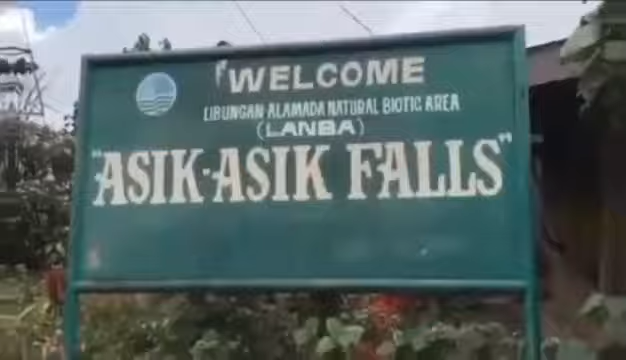 WELCOME
LIBUNGAN-ALAMADA NATURAL BIOTIC AREA
(LANBA)
"ASIK-ASIK FALLS"